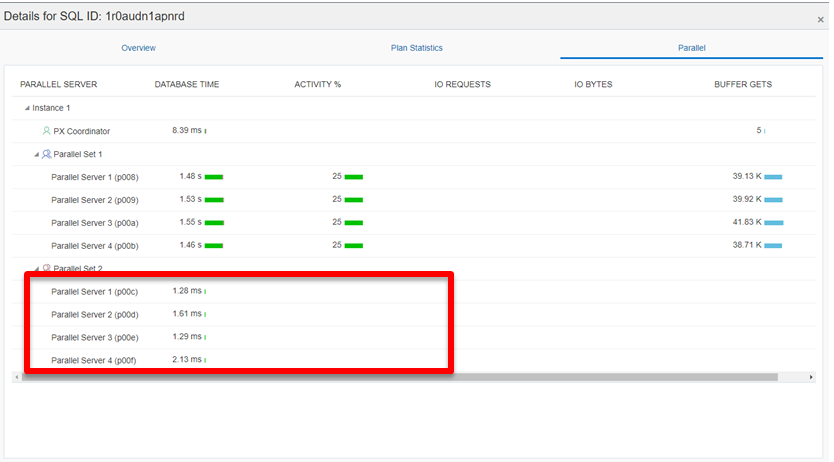 Details for SQL ID: 1r0audn1apnrd
×
Overview Plan Statistics Parallel
PARALLEL SERVER DATABASE TIME ACTIVITY % IO REQUESTS IO BYTES BUFFER GETS
Instance 1
PX Coordinator 8.39 ms 5
Parallel Set 1
Parallel Server 1 (p008) 1.48 s 25 39.13 K
Parallel Server 2 (p009) 1.53 s 25 39.92 K
Parallel Server 3 (p00a) 1.55 s 25 41.83 K
Parallel Server 4 (p00b) 1.46 s 25 38.71 K
Parallel Set 2
Parallel Server 1 (p00c) 1.28 ms
Parallel Server 2 (p00d) 1.61 ms
Parallel Server 3 (p00e) 1.29 ms
Parallel Server 4 (p00f) 2.13 ms